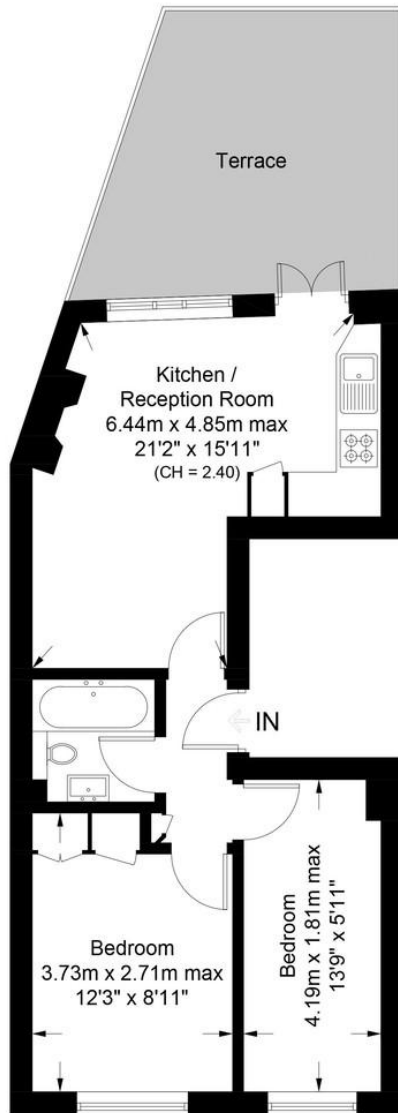 Terrace
Kitchen /
Reception Room
6.44m x 4.85m max
21'2" x 15'11"
(CH = 2.40)
IN
Bedroom
3.73m x 2.71m max
12'3" x 8'11"
Bedroom
4.19m x 1.81m max
13'9" x 5'11"